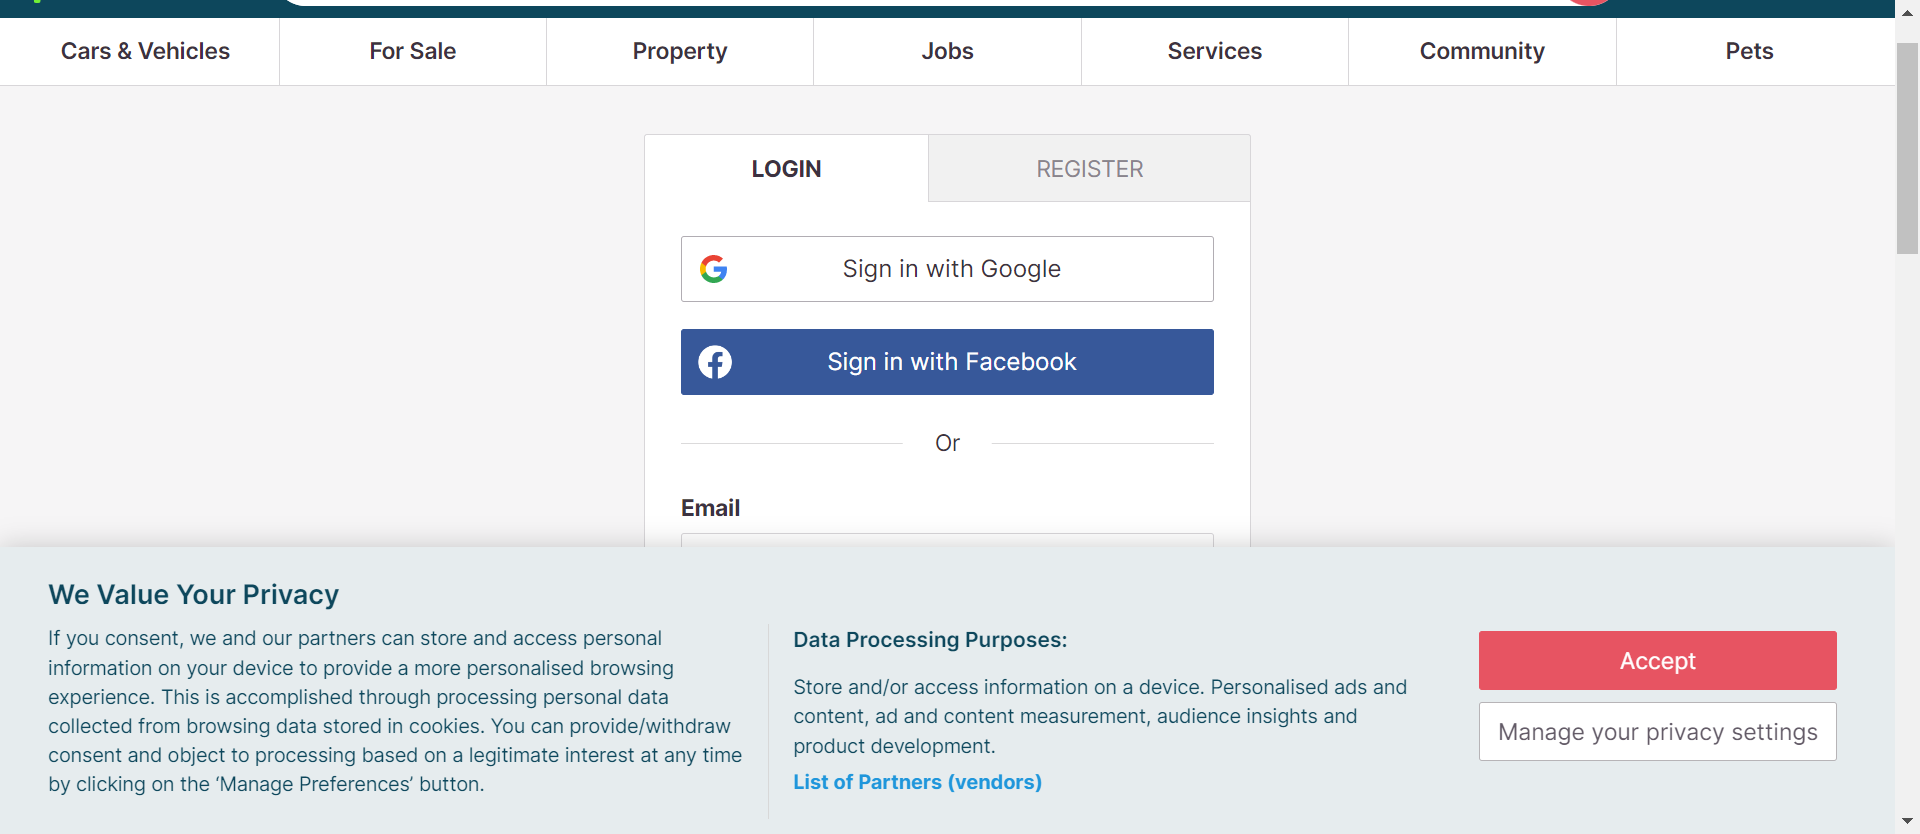 Cars & Vehicles
For Sale
Property
Jobs
Services
Community
Pets
LOGIN
REGISTER
Sign in with Google
Sign in with Facebook
Or
Email
We Value Your Privacy
If you consent, we and our partners can store and access personal
information on your device to provide a more personalised browsing
experience. This is accomplished through processing personal data
collected from browsing data stored in cookies. You can provide/withdraw
consent and object to processing based on a legitimate interest at any time
by clicking on the ‘Manage Preferences’ button.
Data Processing Purposes:
Store and/or access information on a device. Personalised ads and
content, ad and content measurement, audience insights and
product development.
List of Partners (vendors)
Accept
Manage your privacy settings